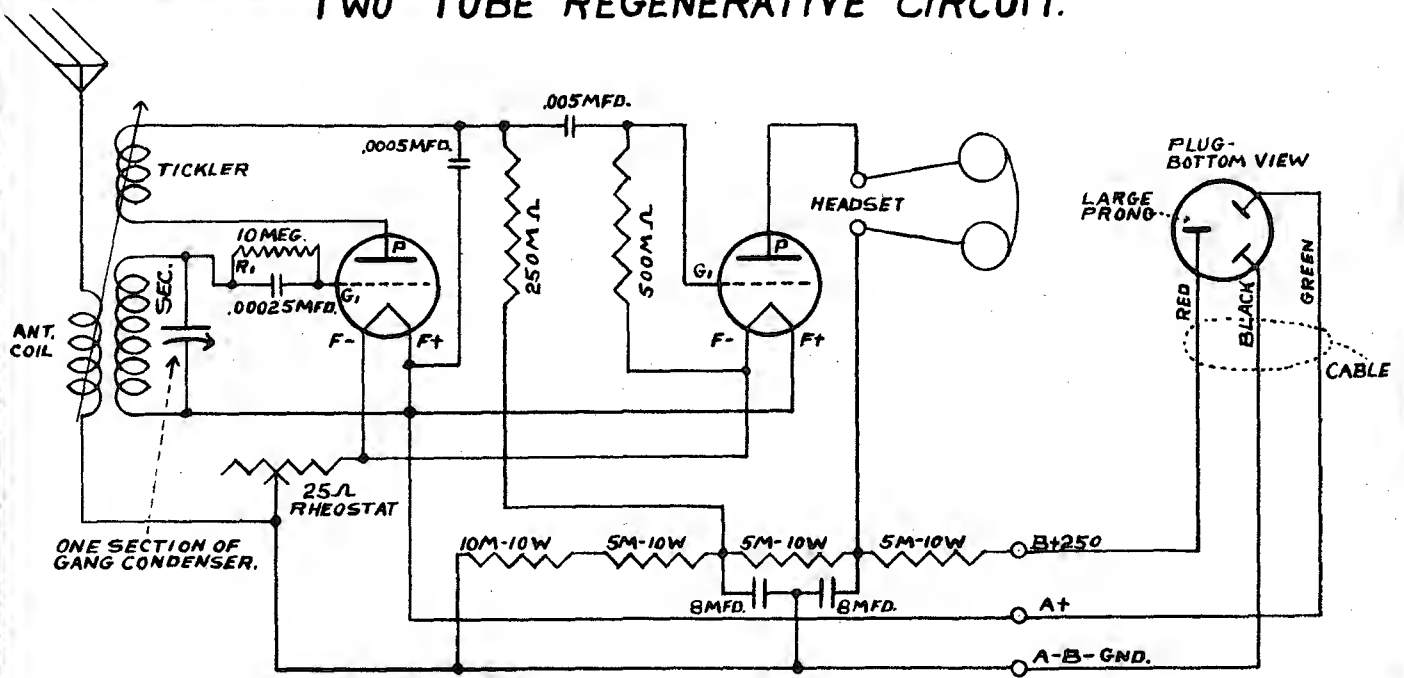 TWO TUBE REGENERATIVE CIRCUIT.
.005MFD.
.0005MFD.
TICKLER
PLUG-
BOTTOM VIEW
LARGE
PRONG
HEADSET
10 MEG.
R1
P
G1
.00025MFD.
SEC.
250MΩ
500MΩ
P
G1
F-
F+
F-
F+
ANT.
COIL
RED
BLACK
GREEN
CABLE
25Ω
RHEOSTAT
ONE SECTION OF
GANG CONDENSER.
10M-10W
5M-10W
5M-10W
5M-10W
B+250
8MFD.
8MFD.
A+
A-B-GND.